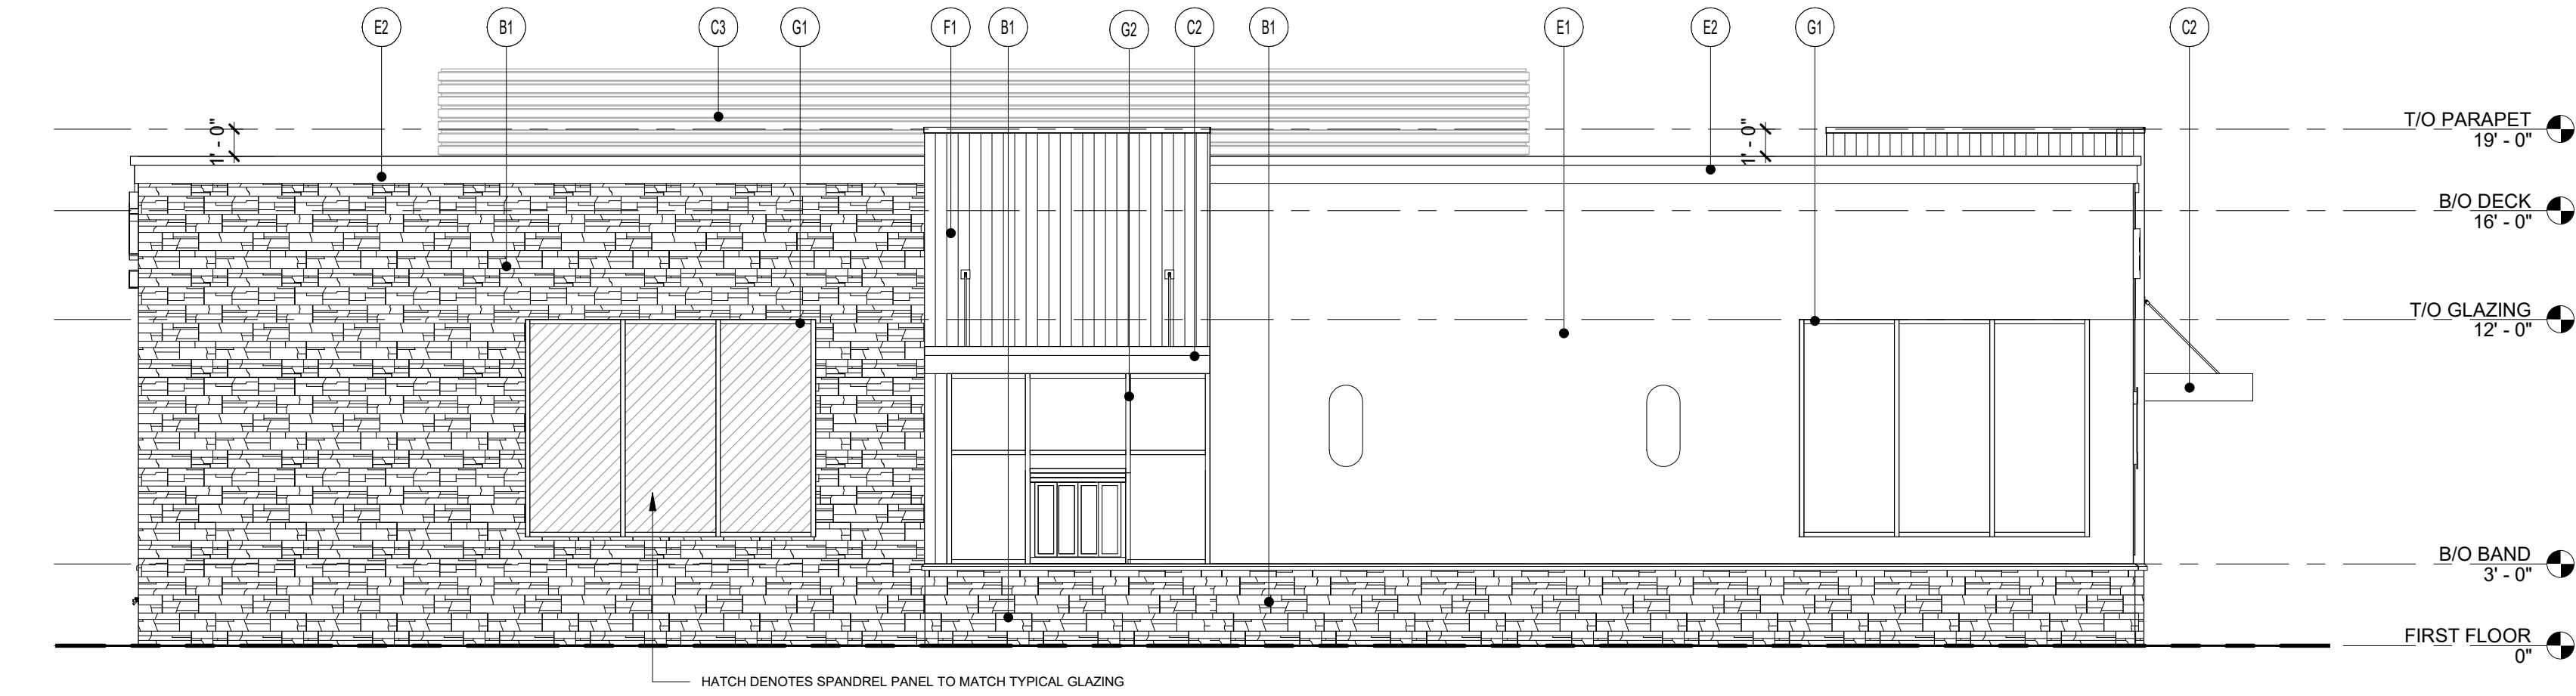 E2
B1
C3
G1
F1
B1
G2
C2
B1
E1
E2
G1
C2
1' - 0"
1' - 0"
T/O PARAPET
19' - 0"
B/O DECK
16' - 0"
T/O GLAZING
12' - 0"
B/O BAND
3' - 0"
FIRST FLOOR
0"
HATCH DENOTES SPANDREL PANEL TO MATCH TYPICAL GLAZING